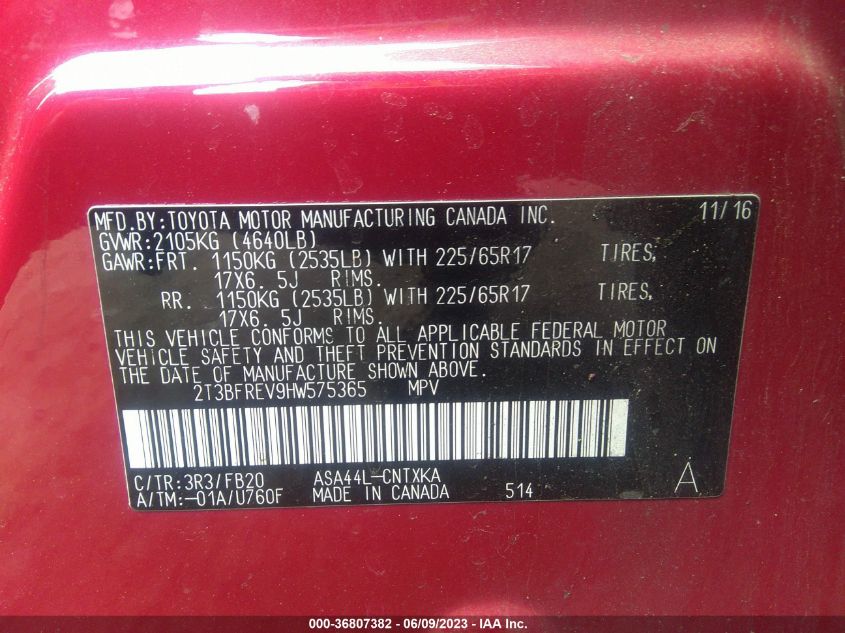 MFD.BY:TOYOTA MOTOR MANUFACTURING CANADA INC. 11/16
GVWR:2105KG (4640LB)
GAWR:FRT. 1150KG (2535LB) WITH 225/65R17 TIRES,
17X6. 5J RIMS.
RR. 1150KG (2535LB) WITH 225/65R17 TIRES,
17X6. 5J RIMS.
THIS VEHICLE CONFORMS TO ALL APPLICABLE FEDERAL MOTOR
VEHICLE SAFETY AND THEFT PREVENTION STANDARDS IN EFFECT ON
THE DATE OF MANUFACTURE SHOWN ABOVE.
2T3BFREV9HW575365 MPV
C/TR:3R3/FB20 ASA44L-CNTXKA
A/TM:-01A/U760F MADE IN CANADA 514 A
000-36807382 - 06/09/2023 - IAA Inc.